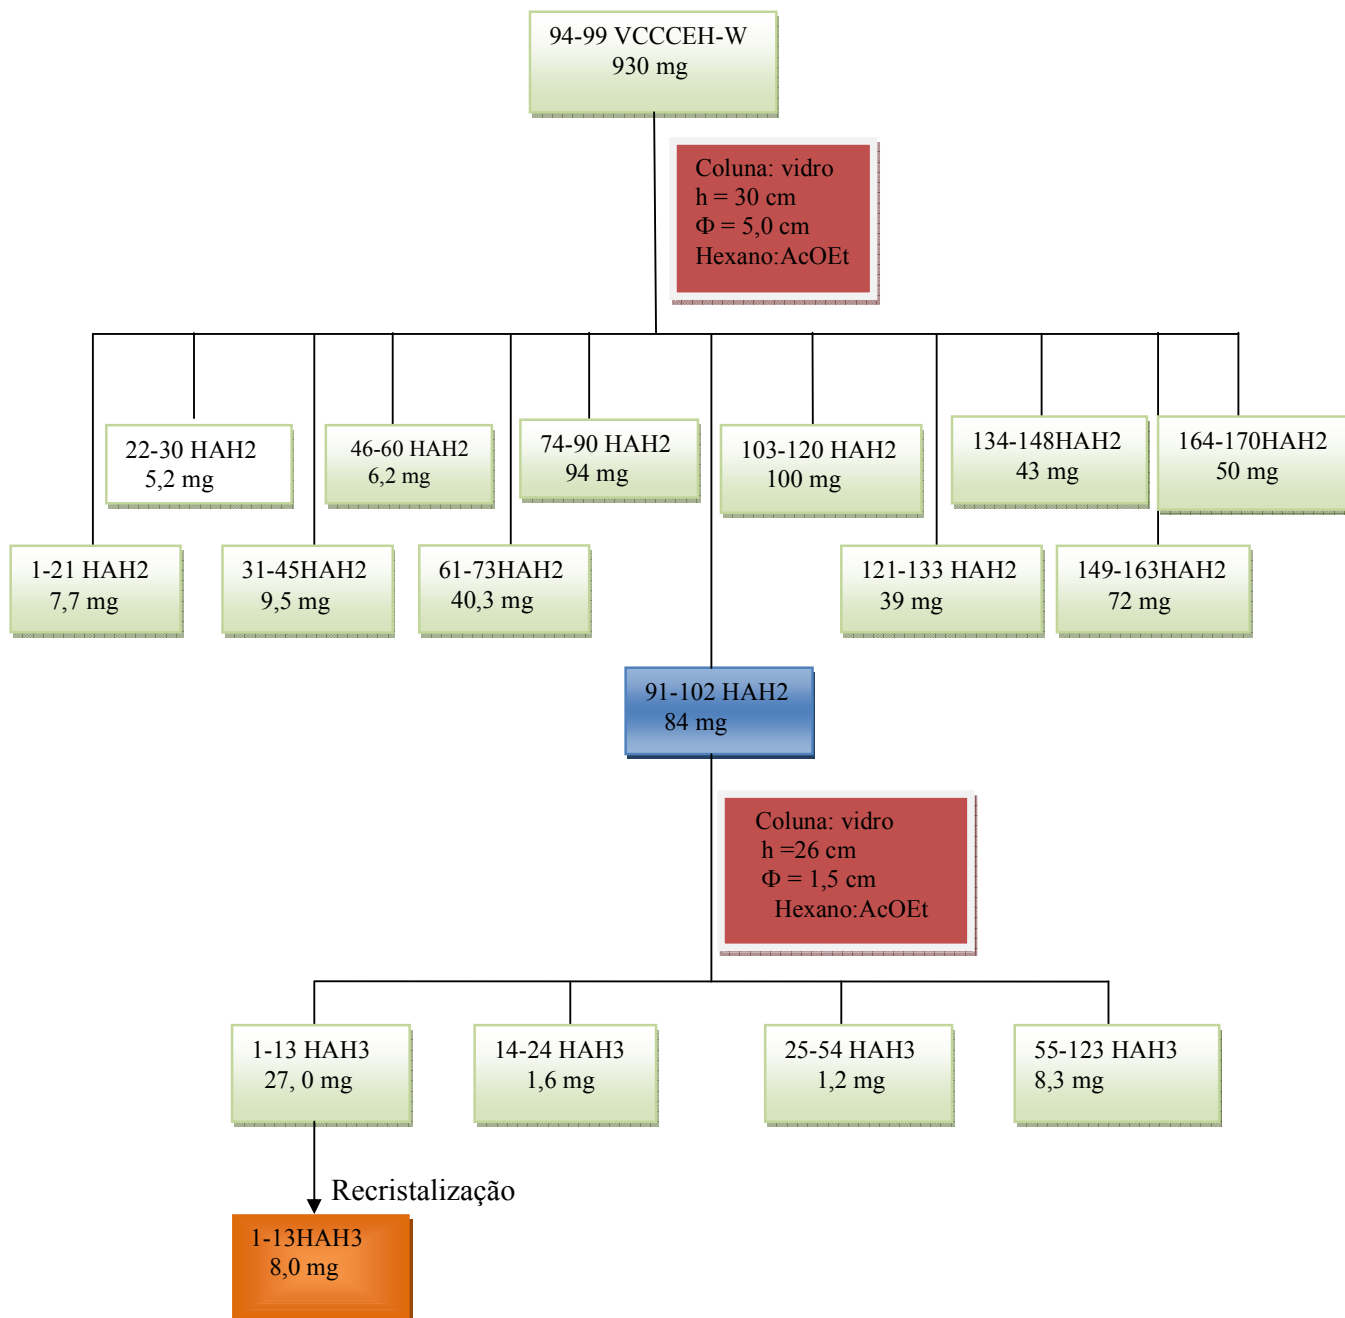 94-99 VCCCEH-W
930 mg
Coluna: vidro
h = 30 cm
Φ = 5,0 cm
Hexano:AcOEt
22-30 HAH2
5,2 mg
46-60 HAH2
6,2 mg
74-90 HAH2
94 mg
103-120 HAH2
100 mg
134-148HAH2
43 mg
164-170HAH2
50 mg
1-21 HAH2
7,7 mg
31-45HAH2
9,5 mg
61-73HAH2
40,3 mg
121-133 HAH2
39 mg
149-163HAH2
72 mg
91-102 HAH2
84 mg
Coluna: vidro
h =26 cm
Φ = 1,5 cm
Hexano:AcOEt
1-13 HAH3
27, 0 mg
14-24 HAH3
1,6 mg
25-54 HAH3
1,2 mg
55-123 HAH3
8,3 mg
Recristalização
1-13HAH3
8,0 mg